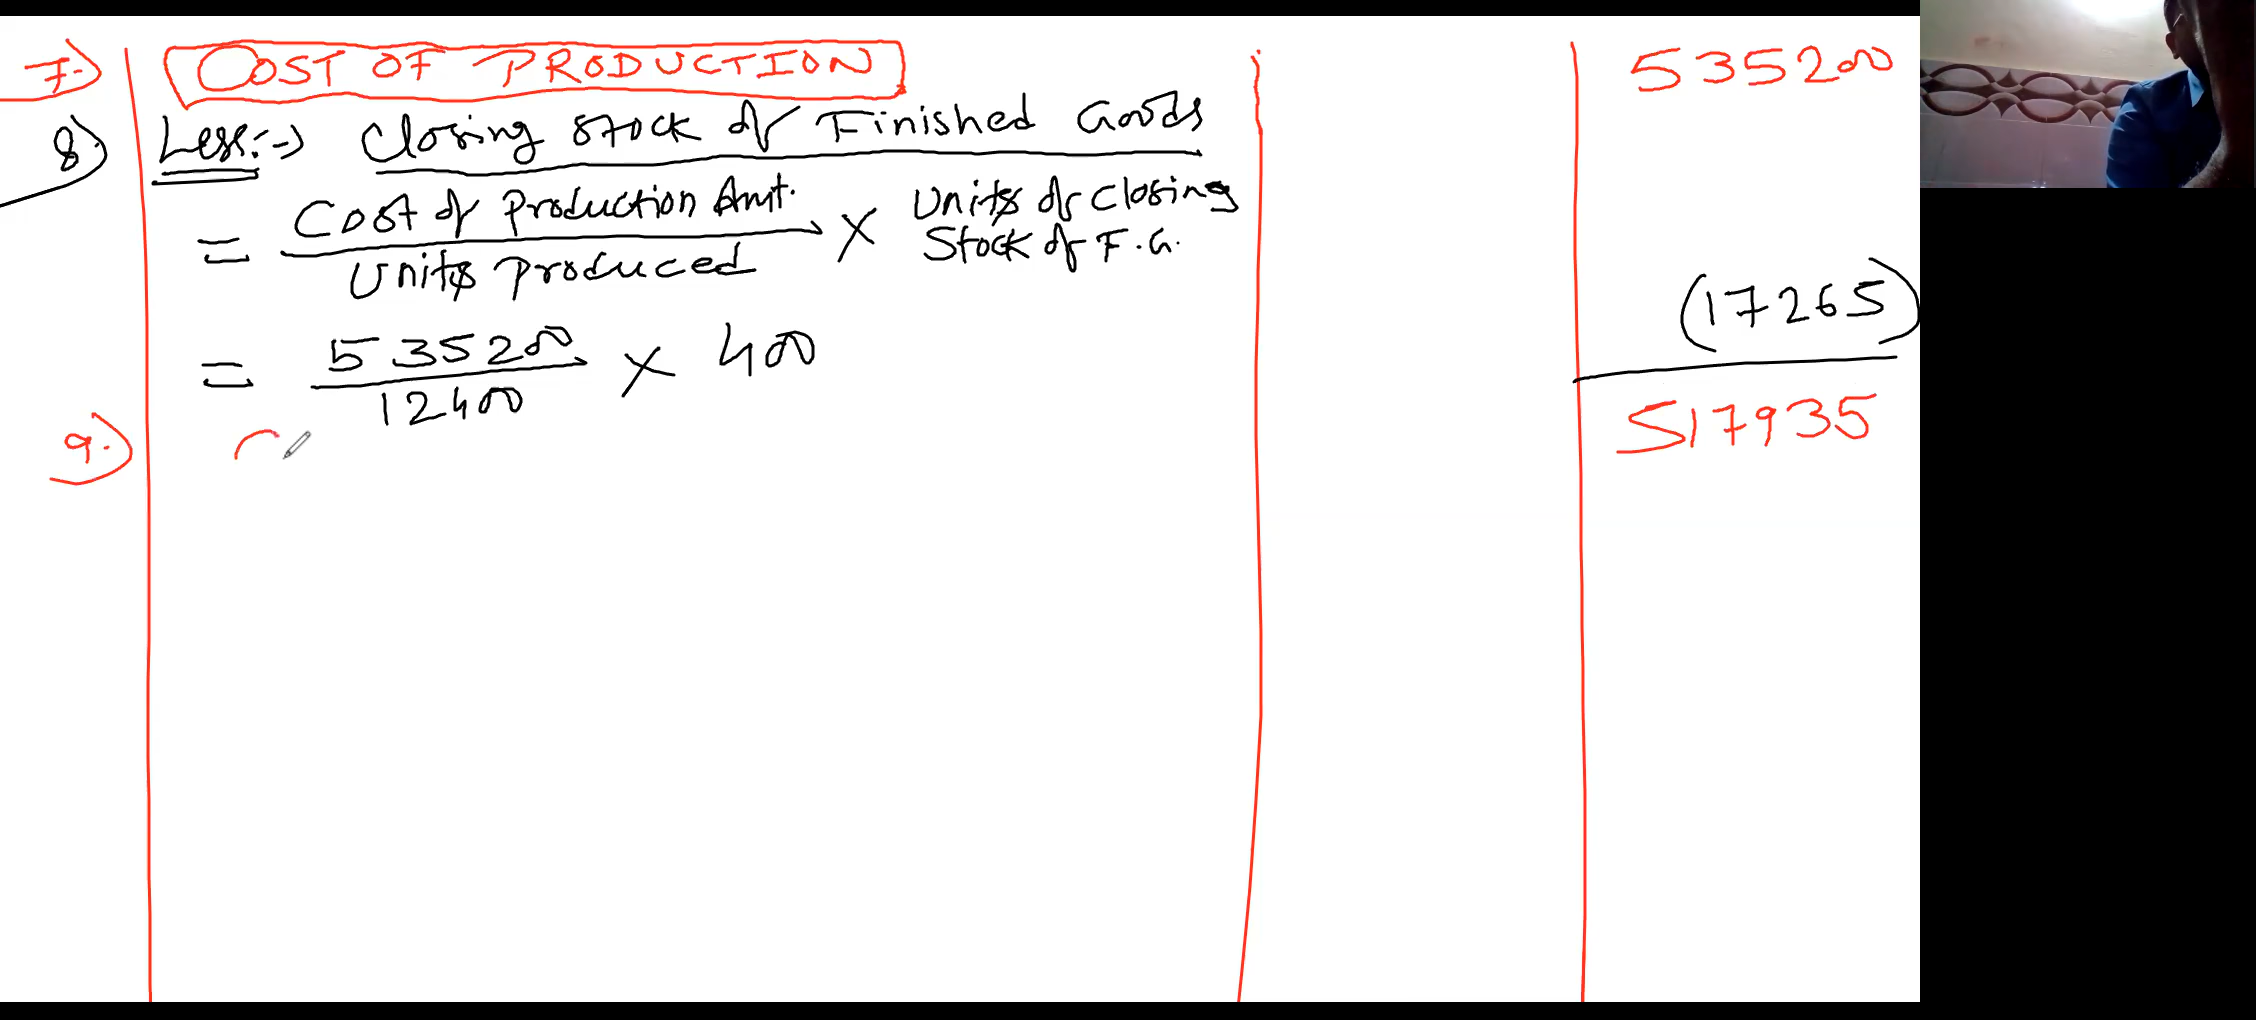 7.) COST OF PRODUCTION 535200
8) Less:-> Closing Stock of Finished Goods
= Cost of Production Amt. / Units Produced × Units of Closing Stock of F.G.
(17265)
= 535200 / 12400 × 400
9.) 517935